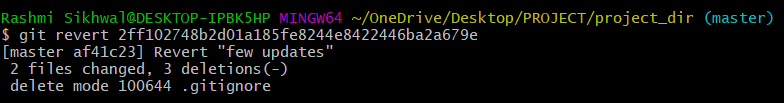 Rashmi Sikhwal@DESKTOP-IPBK5HP MINGW64 ~/OneDrive/Desktop/PROJECT/project_dir (master)
$ git revert 2ff102748b2d01a185fe8244e8422446ba2a679e
[master af41c23] Revert "few updates"
 2 files changed, 3 deletions(-)
 delete mode 100644 .gitignore